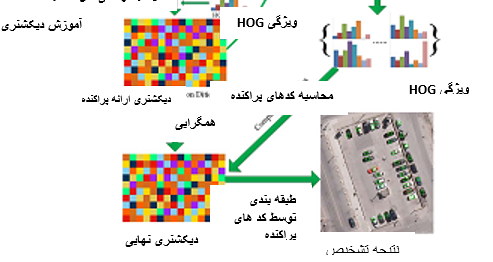 آموزش دیکشنری
ویژگی HOG
ویژگی HOG
دیکشنری ارائه پراکنده
محاسبه کدهای پراکنده
همگرایی
طبقه بندی
توسط کد های
پراکنده
دیکشنری نهایی
نتیجه تشخیص